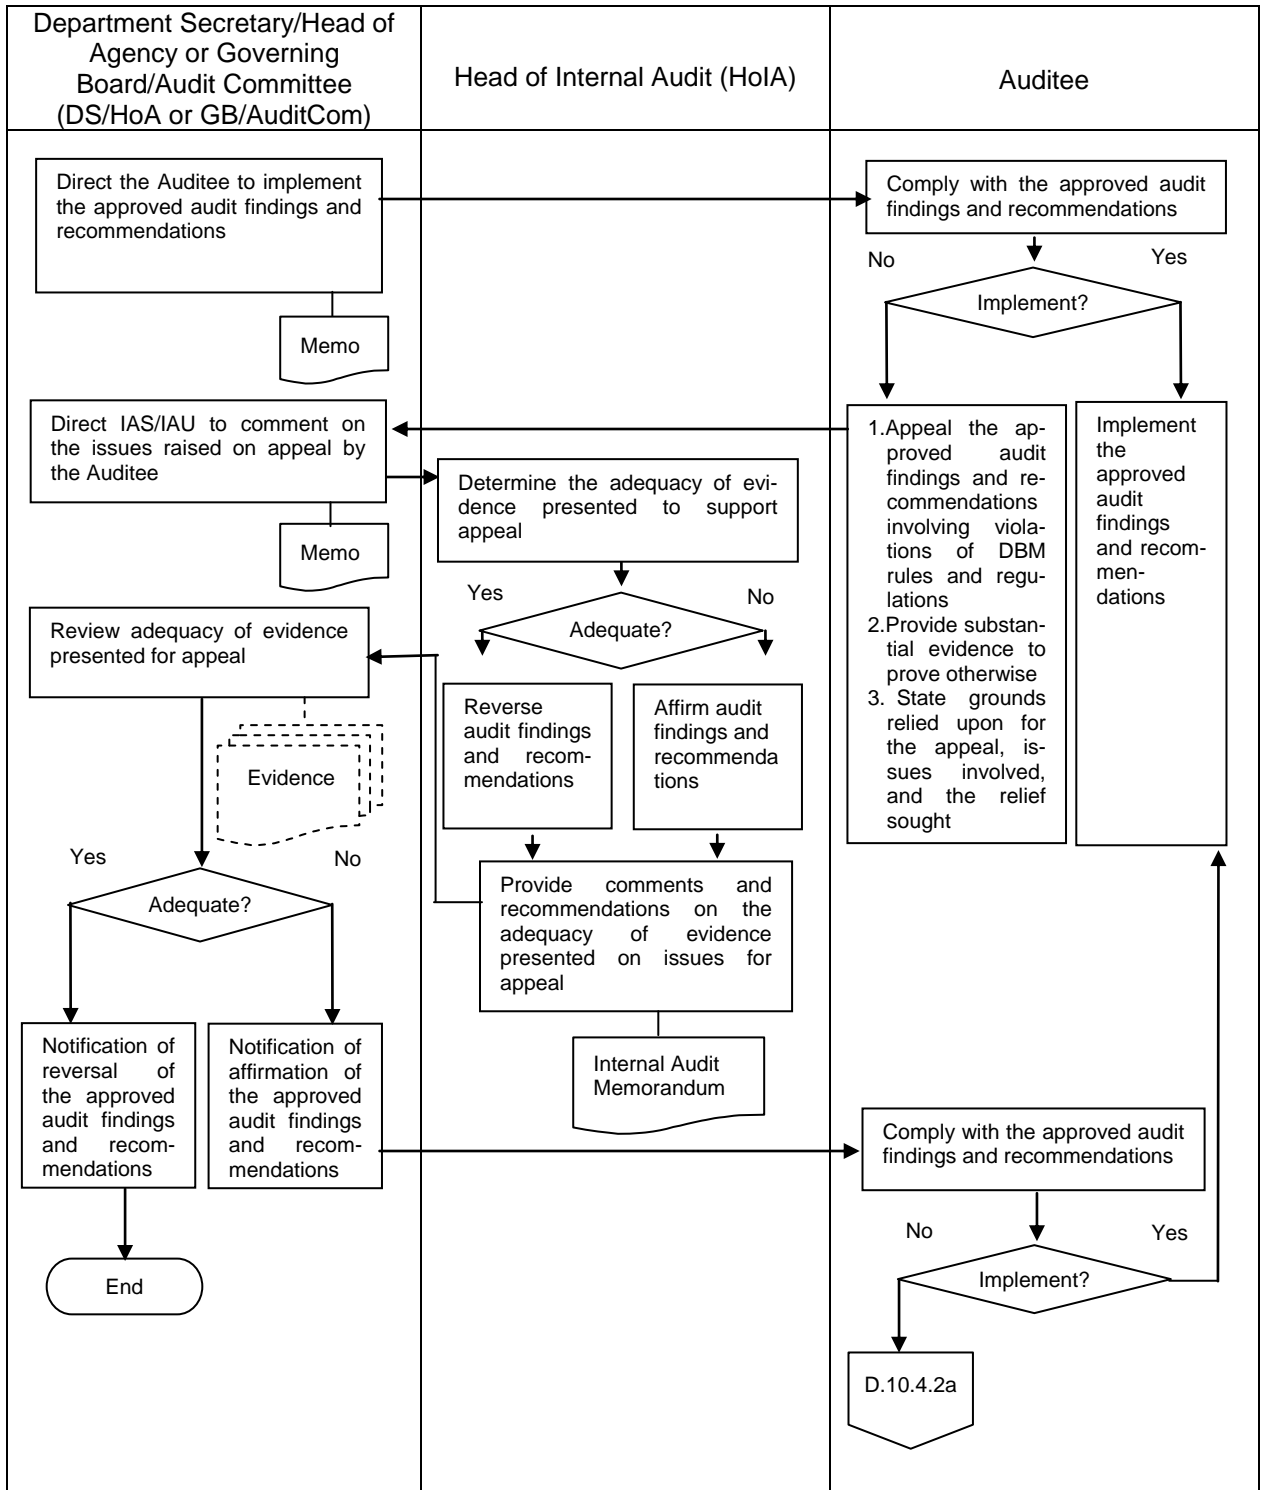 Department Secretary/Head of
Agency or Governing
Board/Audit Committee
(DS/HoA or GB/AuditCom)
Head of Internal Audit (HoIA)
Auditee
Direct the Auditee to implement
the approved audit findings and
recommendations
Memo
Comply with the approved audit
findings and recommendations
No
Yes
Implement?
Direct IAS/IAU to comment on
the issues raised on appeal by
the Auditee
Memo
Determine the adequacy of evi-
dence presented to support
appeal
Yes
No
Adequate?
1.Appeal the ap-
proved audit
findings and re-
commendations
involving viola-
tions of DBM
rules and regu-
lations
2.Provide substan-
tial evidence to
prove otherwise
3. State grounds
relied upon for
the appeal, is-
sues involved,
and the relief
sought
Implement
the
approved
audit
findings
and recom-
men-
dations
Review adequacy of evidence
presented for appeal
Evidence
Reverse
audit findings
and recom-
mendations
Affirm audit
findings and
recommenda
tions
Yes
No
Adequate?
Provide comments and
recommendations on the
adequacy of evidence
presented on issues for
appeal
Internal Audit
Memorandum
Notification of
reversal of
the approved
audit findings
and recom-
mendations
Notification of
affirmation of
the approved
audit findings
and recom-
mendations
End
Comply with the approved audit
findings and recommendations
No
Yes
Implement?
D.10.4.2a